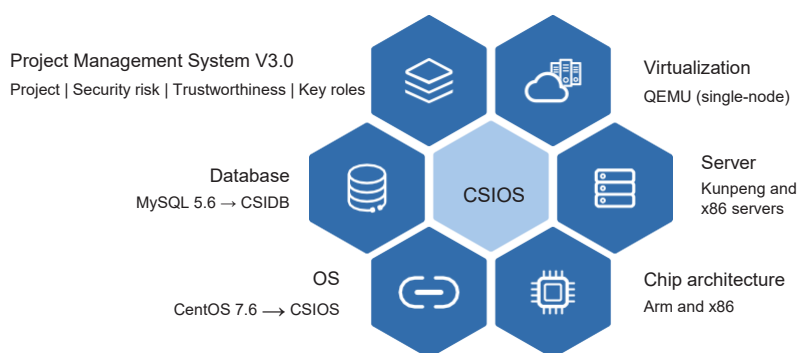 Project Management System V3.0
Project | Security risk | Trustworthiness | Key roles
Virtualization
QEMU (single-node)
Database
MySQL 5.6 → CSIDB
CSIOS
Server
Kunpeng and
x86 servers
OS
CentOS 7.6 → CSIOS
Chip architecture
Arm and x86